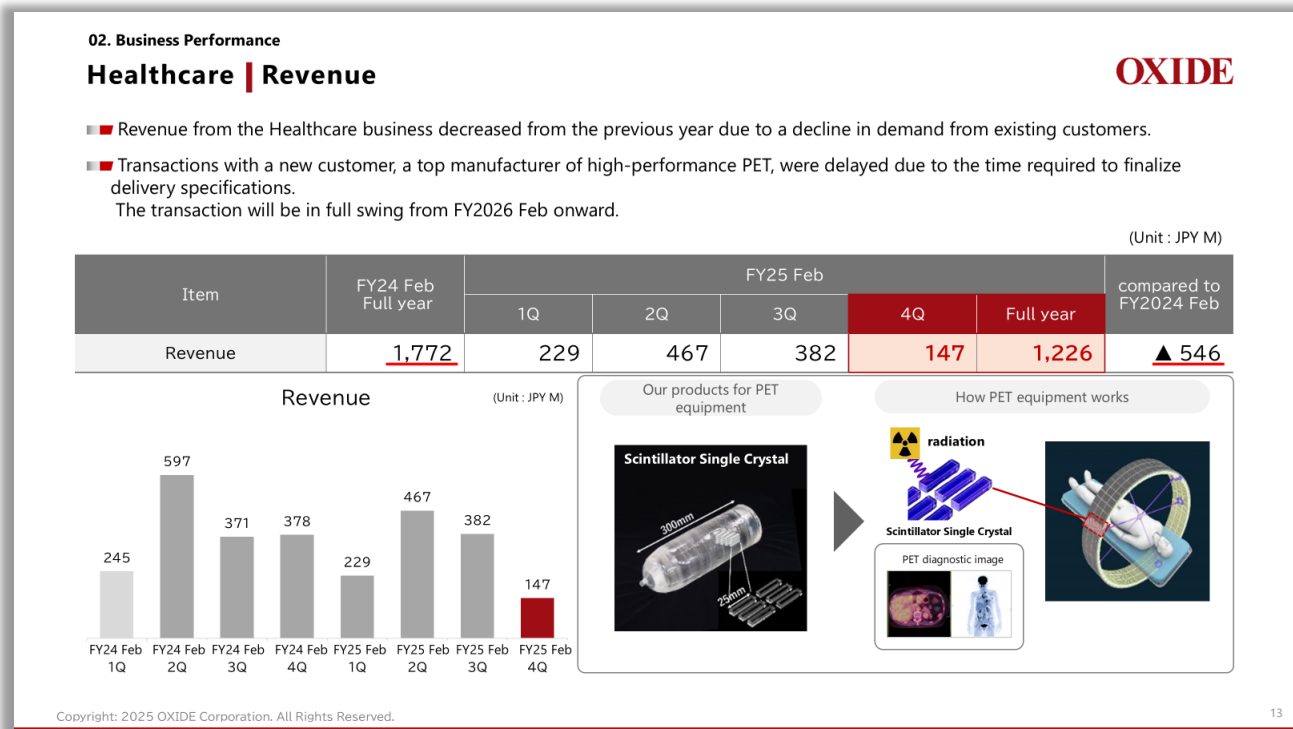 02. Business Performance
Healthcare | Revenue
OXIDE
Revenue from the Healthcare business decreased from the previous year due to a decline in demand from existing customers.
Transactions with a new customer, a top manufacturer of high-performance PET, were delayed due to the time required to finalize
delivery specifications.
The transaction will be in full swing from FY2026 Feb onward.
(Unit : JPY M)
Item
FY24 Feb
Full year
FY25 Feb
compared to
FY2024 Feb
1Q 2Q 3Q 4Q Full year
Revenue 1,772 229 467 382 147 1,226 ▲ 546
Revenue
(Unit : JPY M)
245 597 371 378 229 467 382 147
FY24 Feb FY24 Feb FY24 Feb FY24 Feb FY25 Feb FY25 Feb FY25 Feb FY25 Feb
1Q 2Q 3Q 4Q 1Q 2Q 3Q 4Q
Our products for PET
equipment
Scintillator Single Crystal
300mm
25mm
How PET equipment works
radiation
Scintillator Single Crystal
PET diagnostic image
Copyright: 2025 OXIDE Corporation. All Rights Reserved.
13